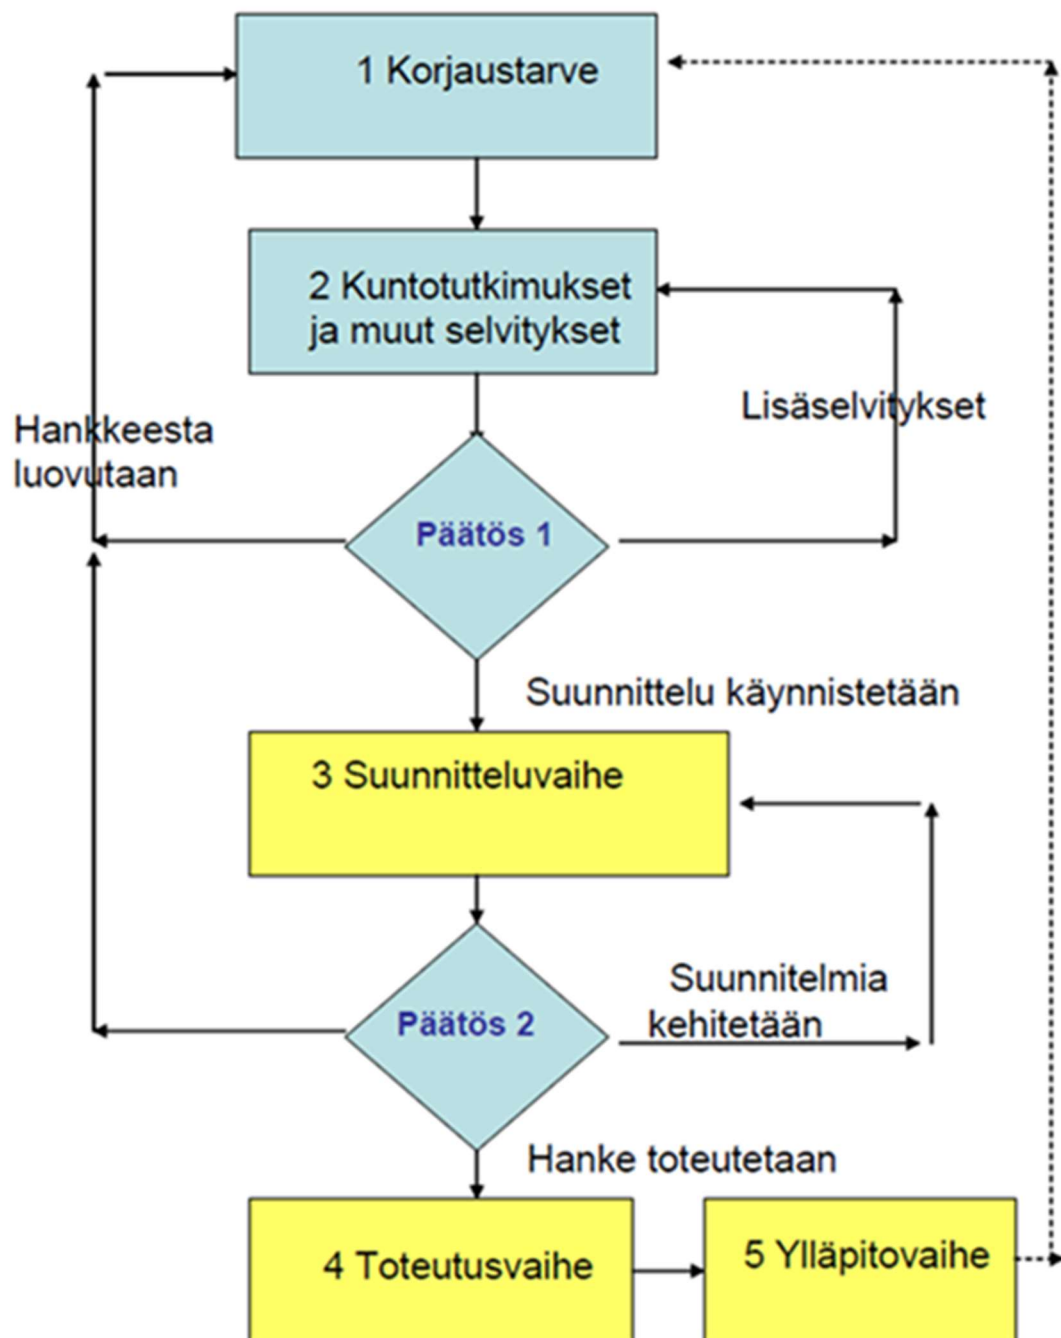 1 Korjaustarve
2 Kuntotutkimukset
ja muut selvitykset
Lisäselvitykset
Hankkeesta
luovutaan
Päätös 1
Suunnittelu käynnistetään
3 Suunnitteluvaihe
Suunnitelmia
kehitetään
Päätös 2
Hanke toteutetaan
4 Toteutusvaihe
5 Ylläpitovaihe